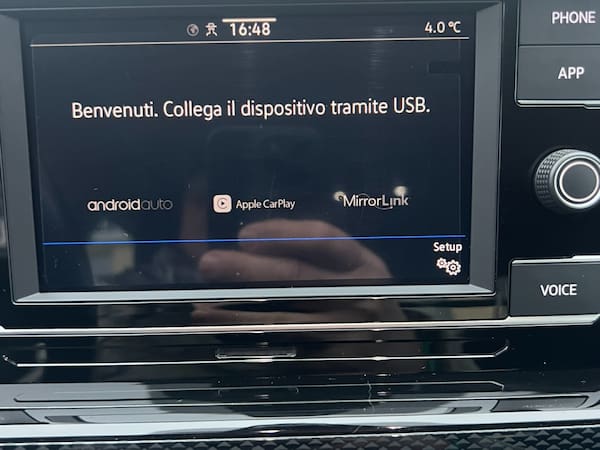 16:48
4.0 °C
PHONE
APP
Benvenuti. Collega il dispositivo tramite USB.
androidauto
Apple CarPlay
MirrorLink
Setup
VOICE